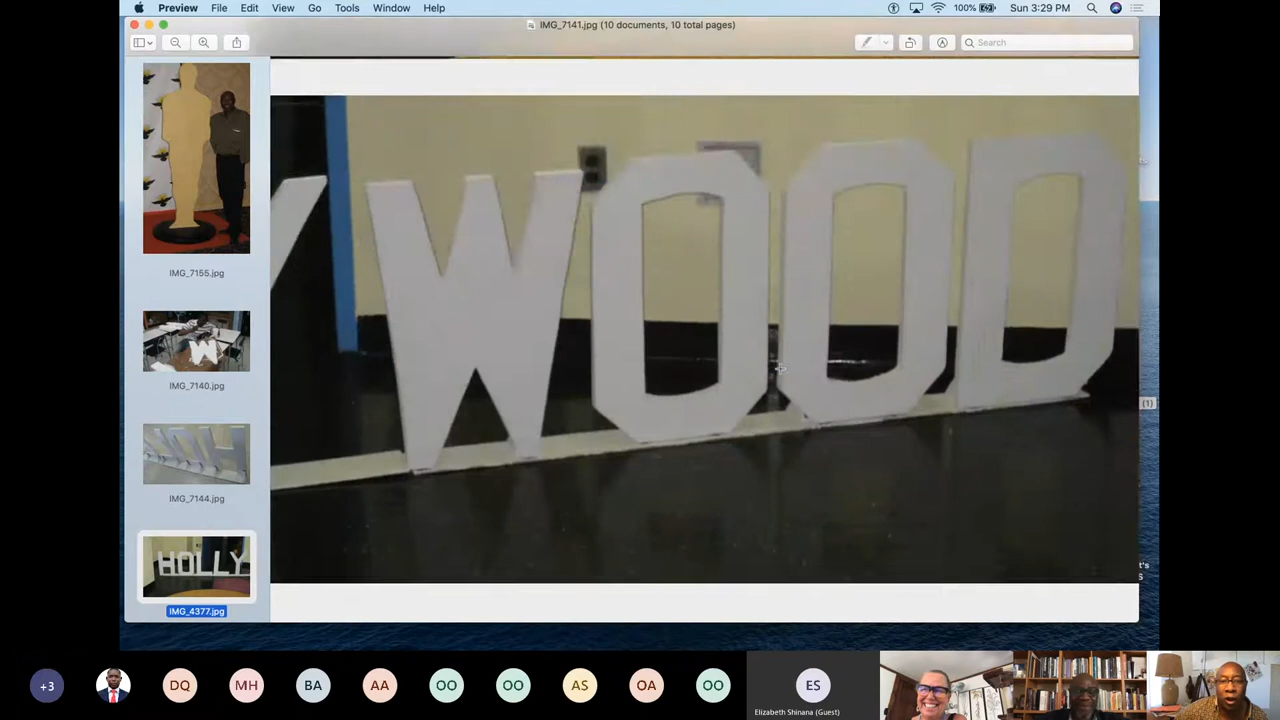 Preview File Edit View Go Tools Window Help 100% Sun 3:29 PM
IMG_7141.jpg (10 documents, 10 total pages)
Search
IMG_7155.jpg
W
IMG_7140.jpg
IMG_7144.jpg
HOLLY
IMG_4377.jpg
Y WOOD
(1)
t's
S
+3 DQ MH BA AA OO OO AS OA OO ES
Elizabeth Shinana (Guest)